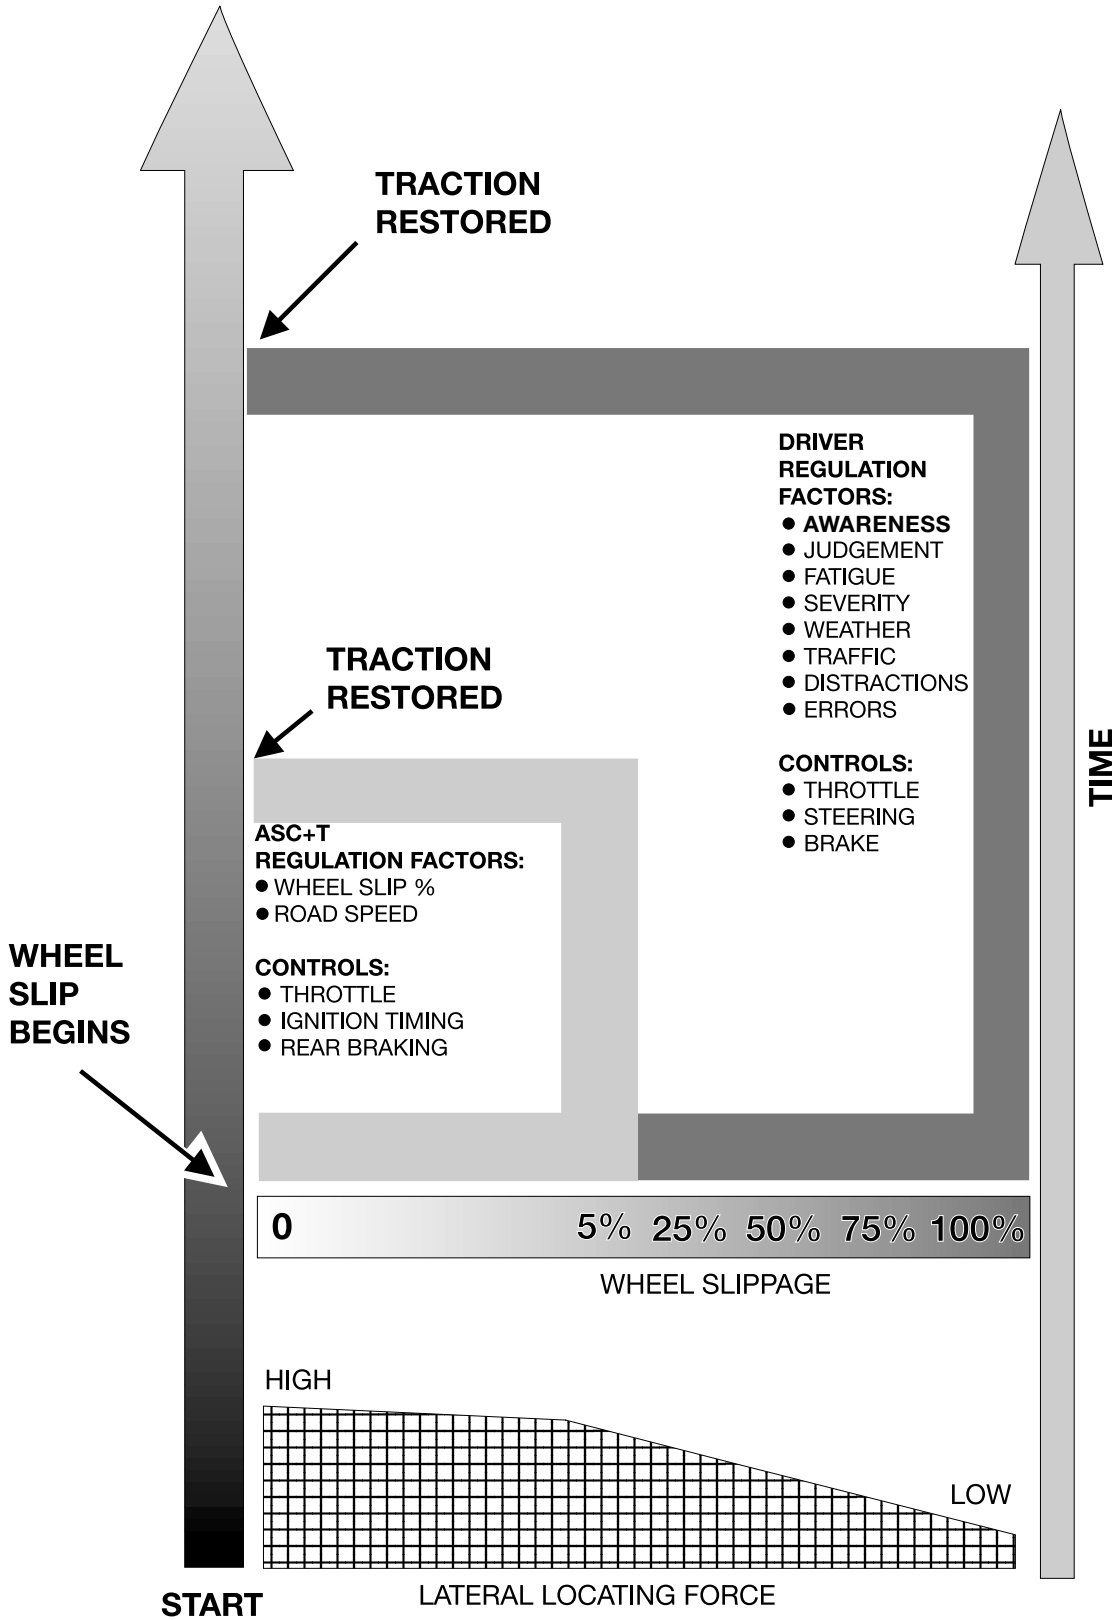 TRACTION
RESTORED
DRIVER
REGULATION
FACTORS:
● AWARENESS
● JUDGEMENT
● FATIGUE
● SEVERITY
● WEATHER
● TRAFFIC
● DISTRACTIONS
● ERRORS
CONTROLS:
● THROTTLE
● STEERING
● BRAKE
TIME
TRACTION
RESTORED
ASC+T
REGULATION FACTORS:
● WHEEL SLIP %
● ROAD SPEED
CONTROLS:
● THROTTLE
● IGNITION TIMING
● REAR BRAKING
WHEEL
SLIP
BEGINS
0 5% 25% 50% 75% 100%
WHEEL SLIPPAGE
HIGH
LOW
LATERAL LOCATING FORCE
START